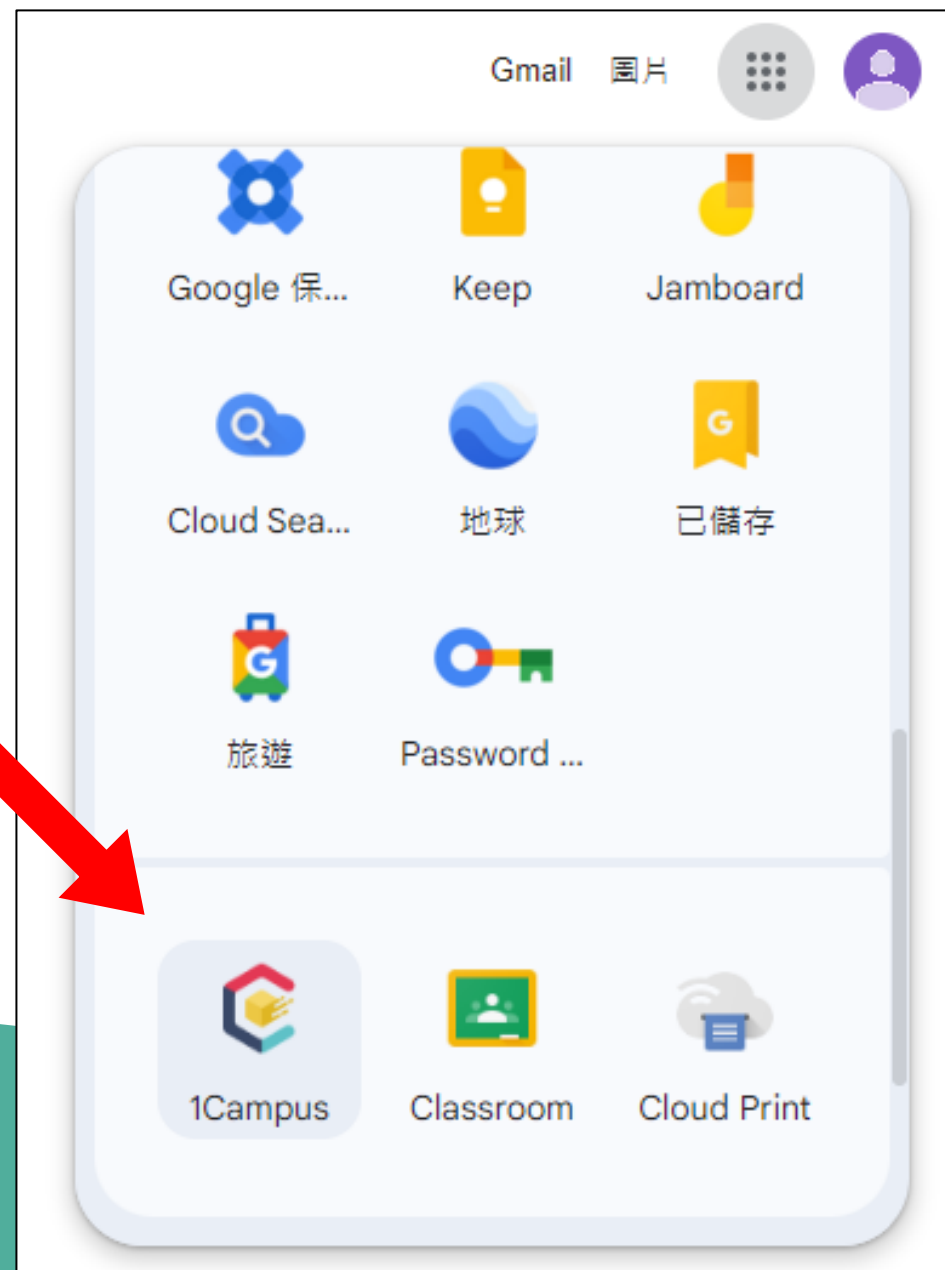 Gmail 圖片
Google 保... Keep Jamboard
Cloud Sea... 地球 已儲存
旅遊 Password ...
1Campus Classroom Cloud Print